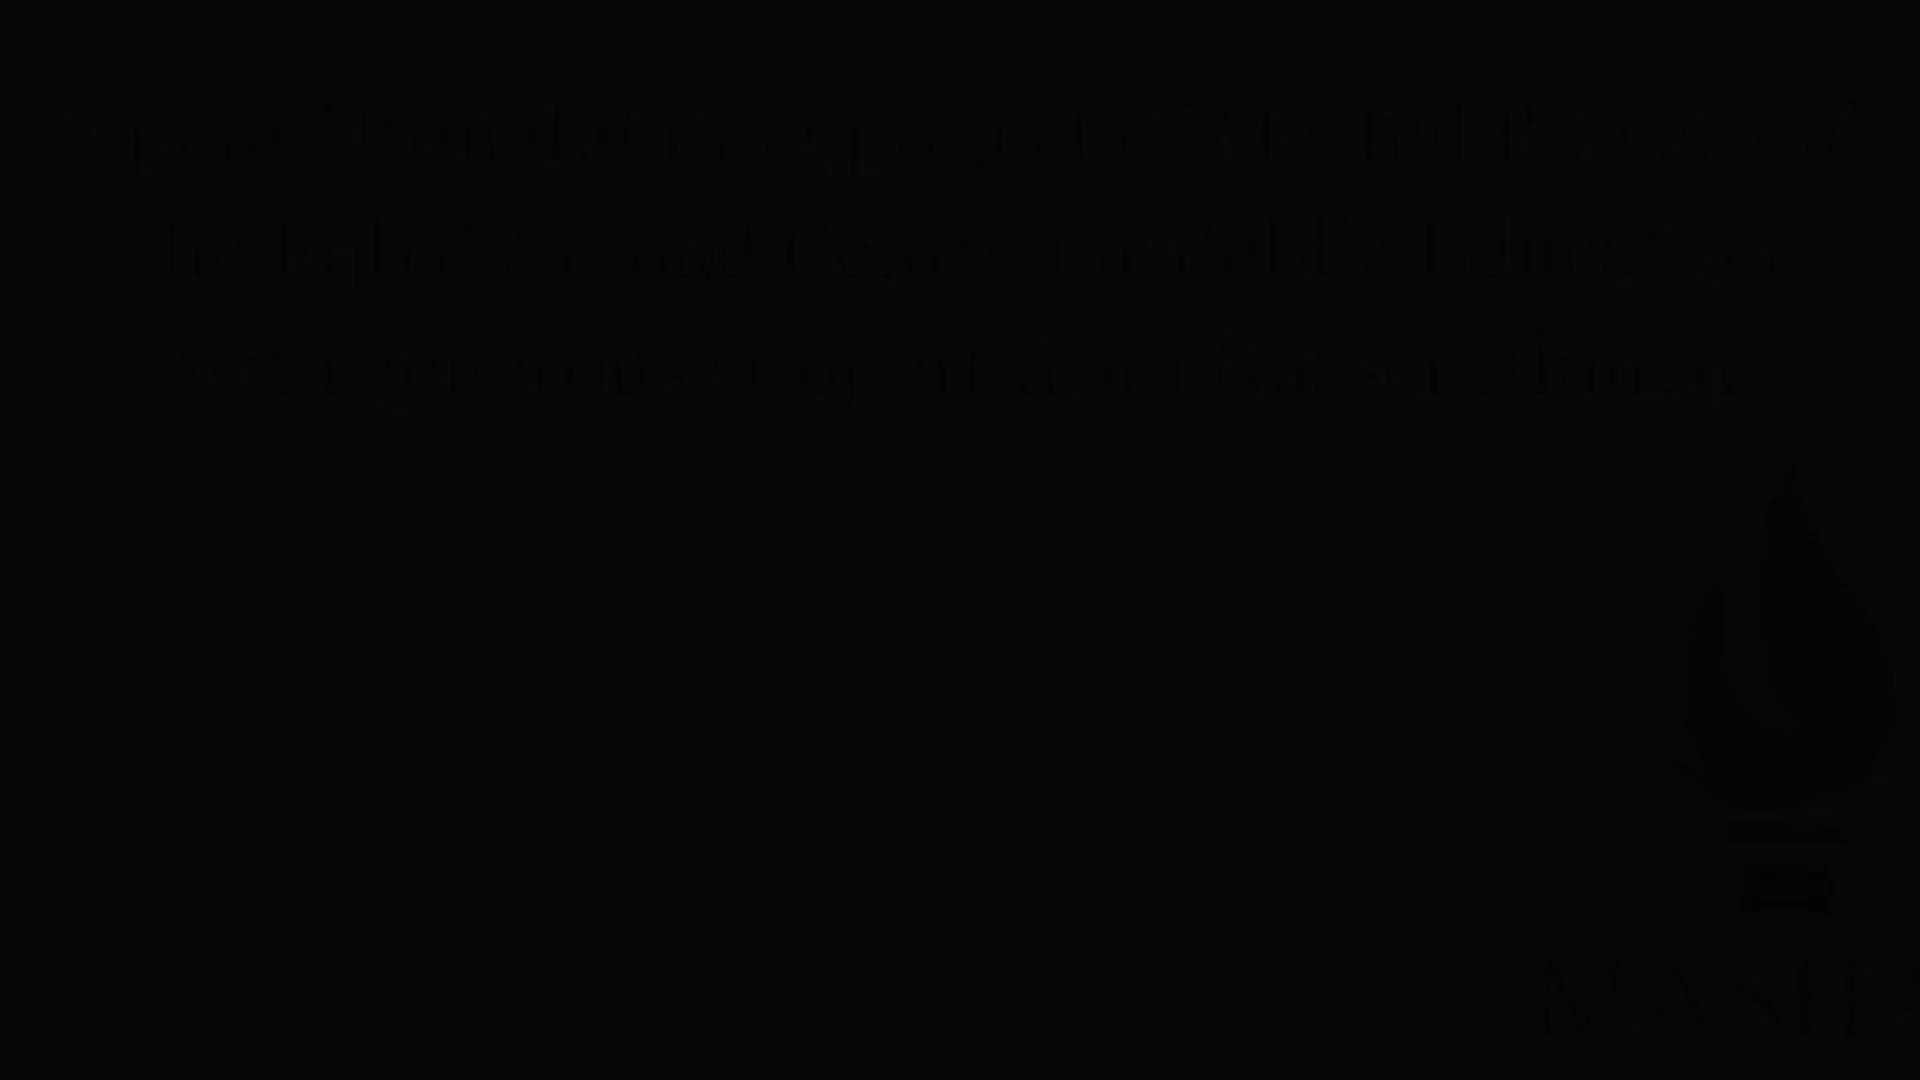 A joint Urdu dubbing project of Mashal Books and
the Eqbal Ahmad Centre for Public Education
with generous support from Nasser Ahmad
MASHA